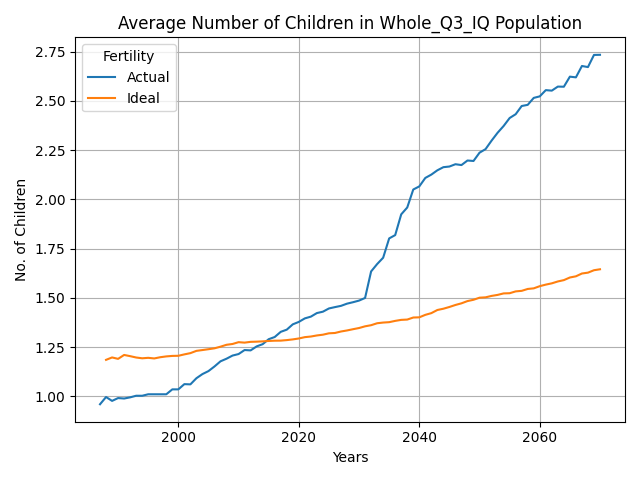 Average Number of Children in Whole_Q3_IQ Population
Fertility
Actual
Ideal
No. of Children
2.75
2.50
2.25
2.00
1.75
1.50
1.25
1.00
2000
2020
2040
2060
Years